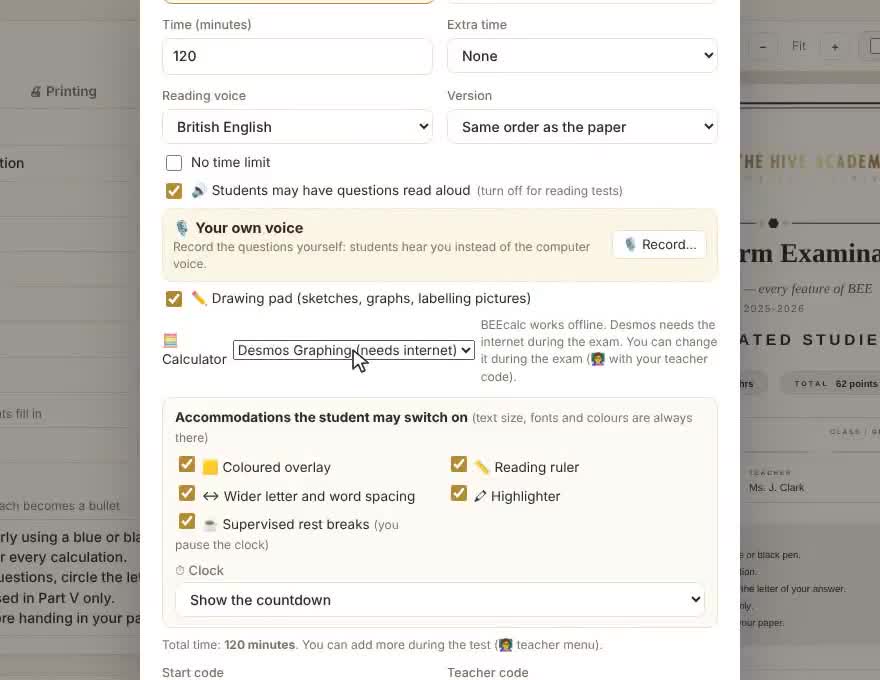 Time (minutes)
Extra time
120
None
Reading voice
Version
British English
Same order as the paper
No time limit
🔊 Students may have questions read aloud (turn off for reading tests)
🎙️ Your own voice
Record the questions yourself: students hear you instead of the computer
voice.
🎙️ Record...
✏️ Drawing pad (sketches, graphs, labelling pictures)
🧮
Calculator
Desmos Graphing (needs internet)
BEEcalc works offline. Desmos needs the
internet during the exam. You can change
it during the exam (👩‍🏫 with your teacher
code).
Accommodations the student may switch on (text size, fonts and colours are always
there)
🟨 Coloured overlay
📏 Reading ruler
↔ Wider letter and word spacing
🖍 Highlighter
☕ Supervised rest breaks (you
pause the clock)
⏱ Clock
Show the countdown
Total time: 120 minutes. You can add more during the test (👩‍🏫 teacher menu).
Start code
Teacher code
🖨 Printing
tion
ts fill in
ach becomes a bullet
rly using a blue or bla
r every calculation.
uestions, circle the let
sed in Part V only.
re handing in your pa
−
Fit
+
THE HIVE ACADEM
rm Examina
— every feature of BEE
2025-2026
ATED STUDIE
hrs
TOTAL 62 points
CLASS / G
TEACHER
Ms. J. Clark
e or black pen.
tion.
the letter of your answer.
nly.
your paper.